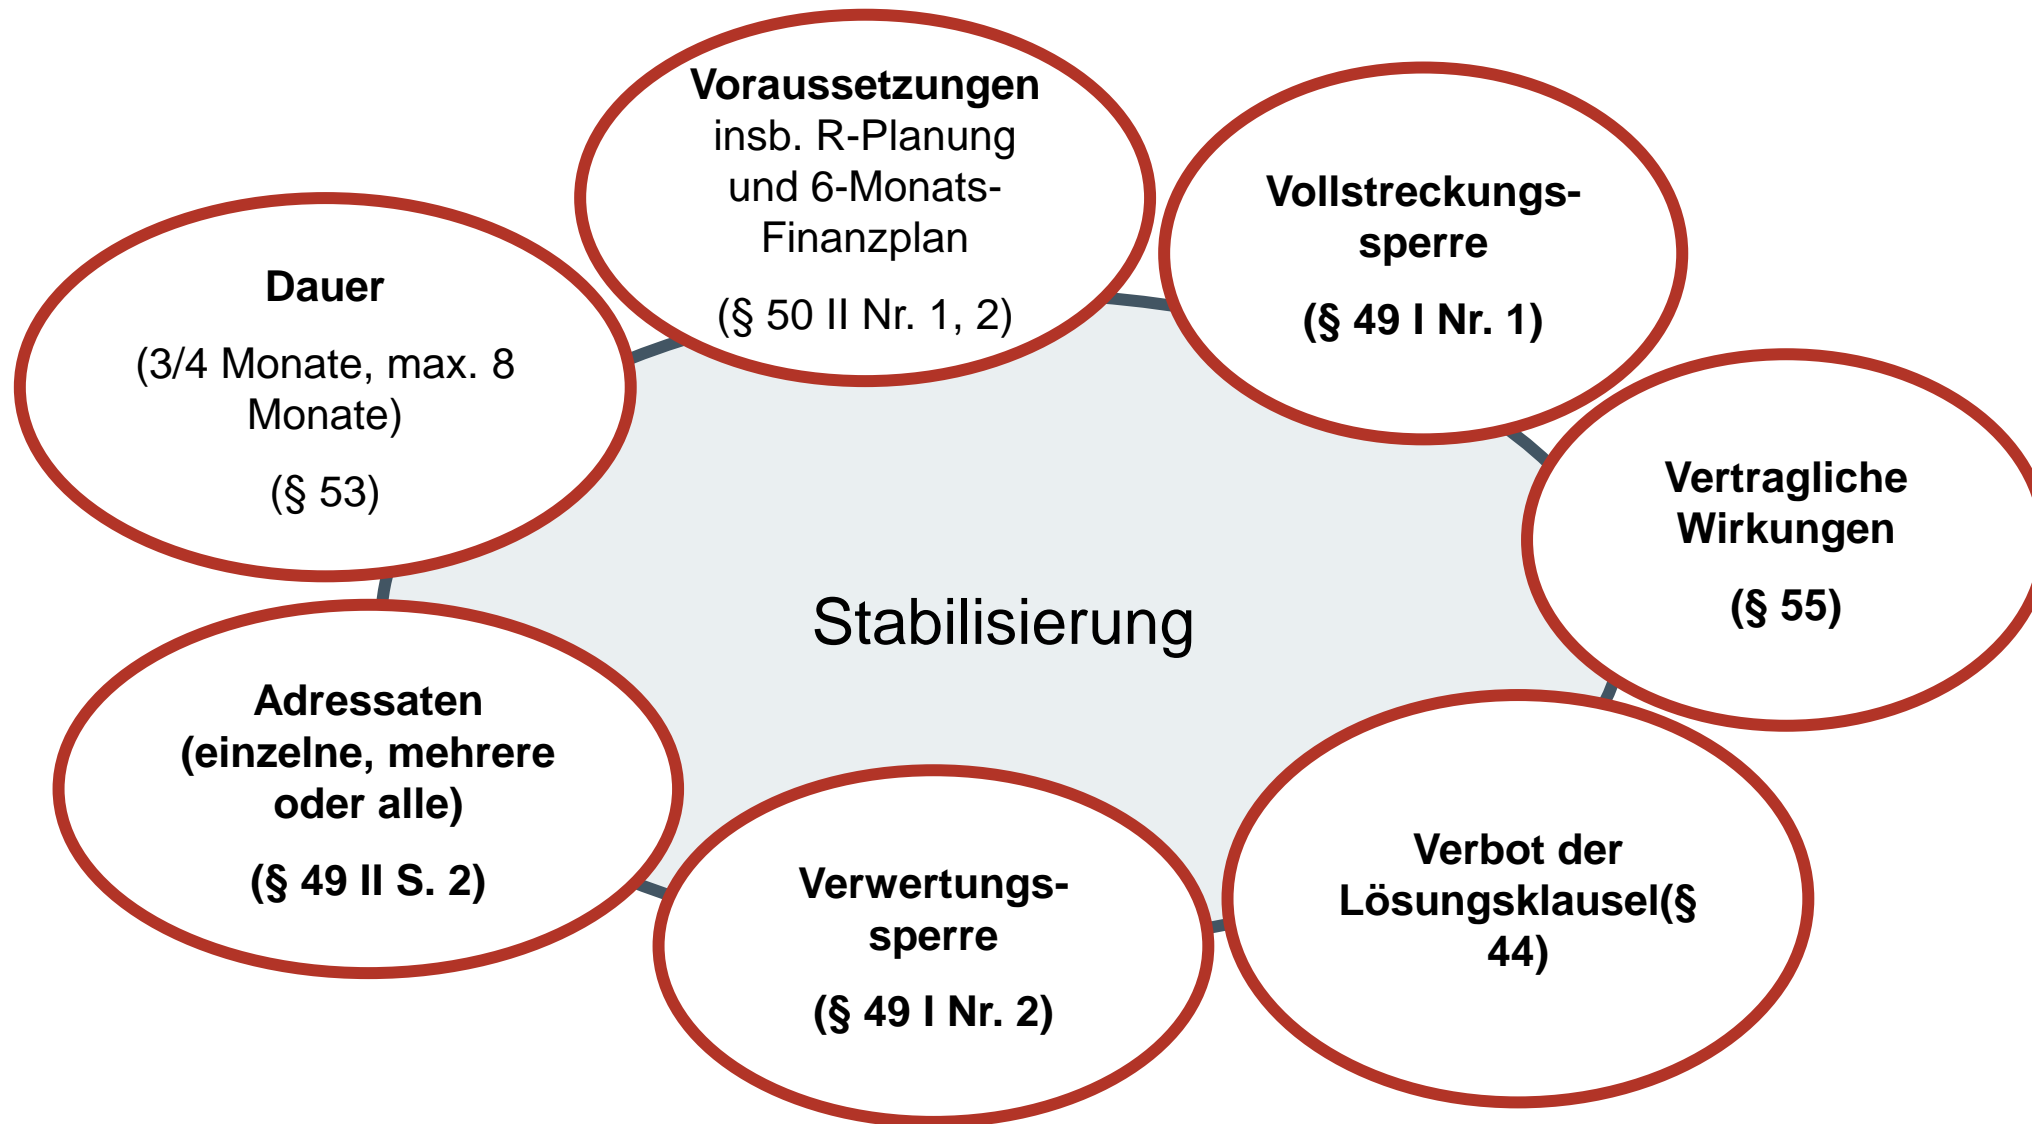 Voraussetzungen
insb. R-Planung
und 6-Monats-
Finanzplan
(§ 50 II Nr. 1, 2)
Vollstreckungs-
sperre
(§ 49 I Nr. 1)
Vertragliche
Wirkungen
(§ 55)
Verbot der
Lösungsklausel(§
44)
Verwertungs-
sperre
(§ 49 I Nr. 2)
Adressaten
(einzelne, mehrere
oder alle)
(§ 49 II S. 2)
Dauer
(3/4 Monate, max. 8
Monate)
(§ 53)
Stabilisierung